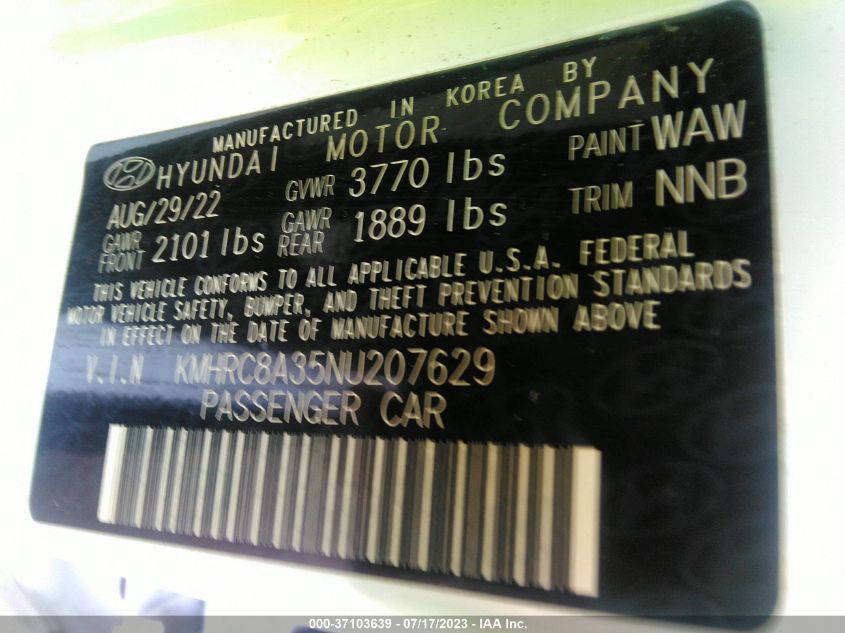 MANUFACTURED IN KOREA BY
HYUNDAI MOTOR COMPANY
AUG/29/22 GVWR 3770 lbs PAINT WAW
GAWR FRONT 2101 lbs GAWR REAR 1889 lbs TRIM NNB
THIS VEHICLE CONFORMS TO ALL APPLICABLE U.S.A. FEDERAL
MOTOR VEHICLE SAFETY, BUMPER, AND THEFT PREVENTION STANDARDS
IN EFFECT ON THE DATE OF MANUFACTURE SHOWN ABOVE
V.I.N KMHRC8A35NU207629
PASSENGER CAR
000-37103639 - 07/17/2023 - IAA Inc.